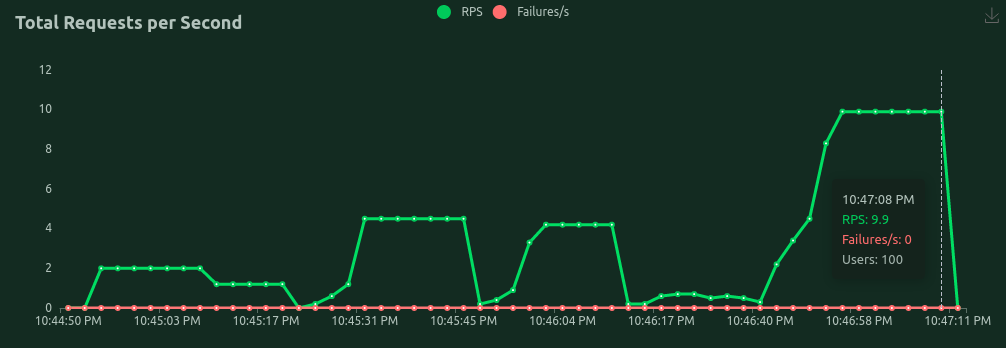 Total Requests per Second
RPS Failures/s
12
10
8
6
4
2
0
10:47:08 PM
RPS: 9.9
Failures/s: 0
Users: 100
10:44:50 PM 10:45:03 PM 10:45:17 PM 10:45:31 PM 10:45:45 PM 10:46:04 PM 10:46:17 PM 10:46:40 PM 10:46:58 PM 10:47:11 PM